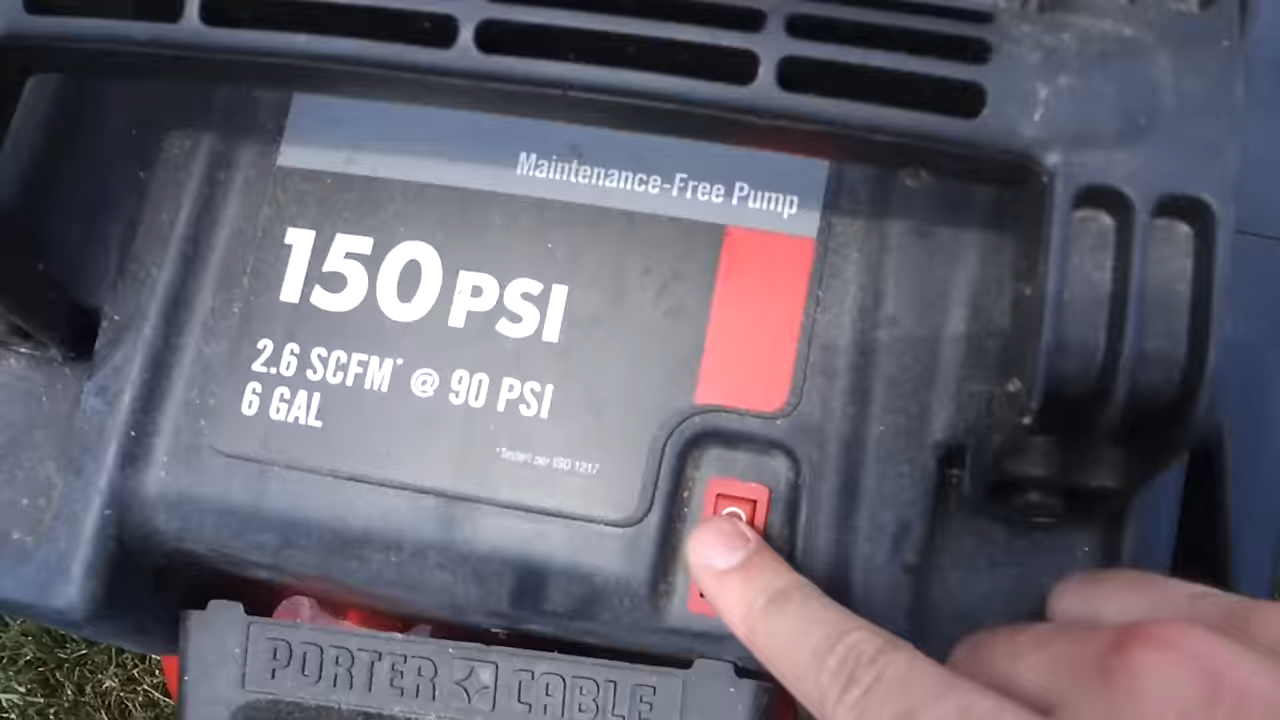 Maintenance-Free Pump
150 PSI
2.6 SCFM* @ 90 PSI
6 GAL
*Tested per ISO 1217
PORTER CABLE